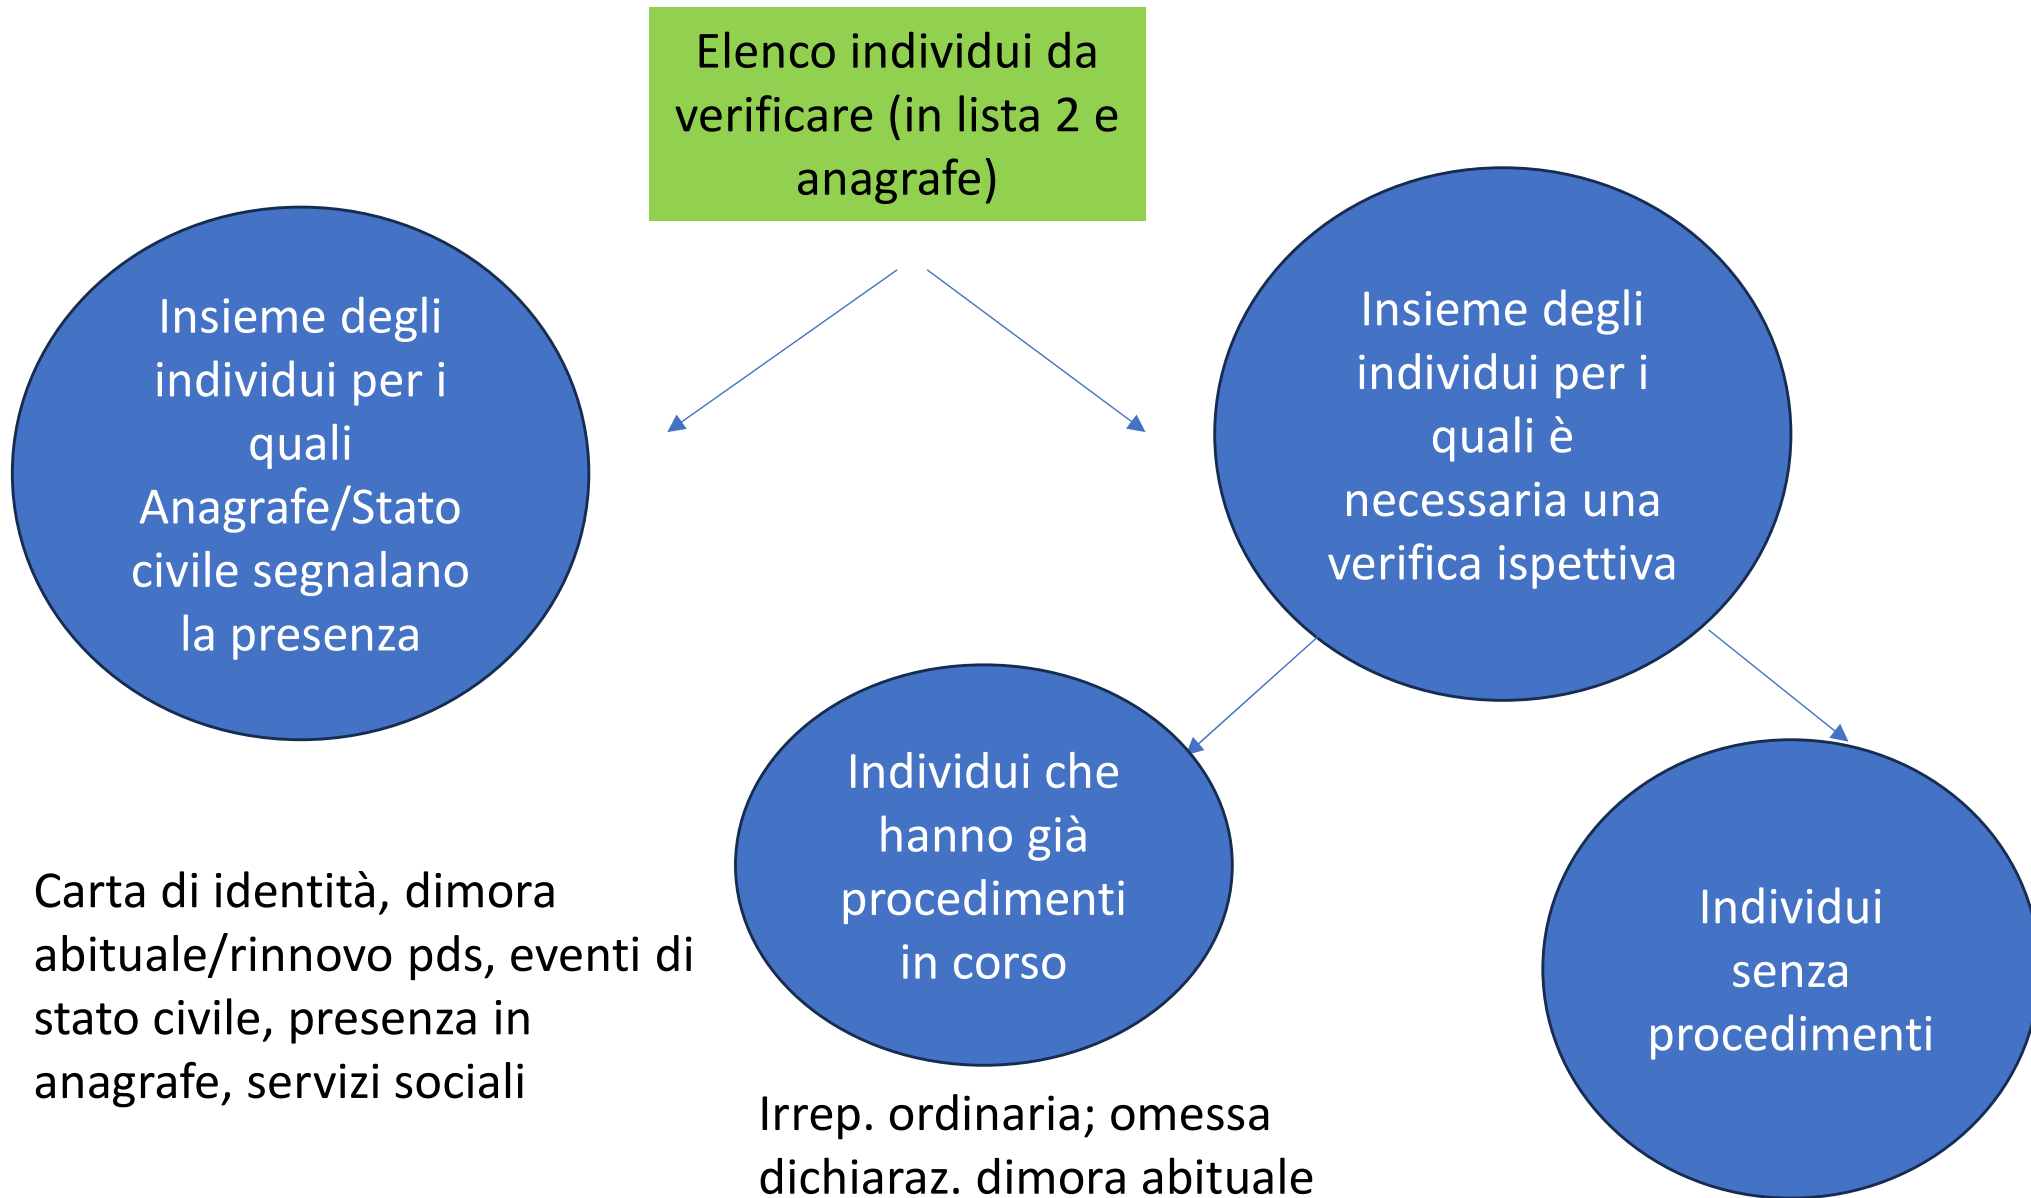 Elenco individui da
verificare (in lista 2 e
anagrafe)
Insieme degli
individui per i
quali
Anagrafe/Stato
civile segnalano
la presenza
Insieme degli
individui per i
quali è
necessaria una
verifica ispettiva
Carta di identità, dimora
abituale/rinnovo pds, eventi di
stato civile, presenza in
anagrafe, servizi sociali
Individui che
hanno già
procedimenti
in corso
Irrep. ordinaria; omessa
dichiaraz. dimora abituale
Individui
senza
procedimenti